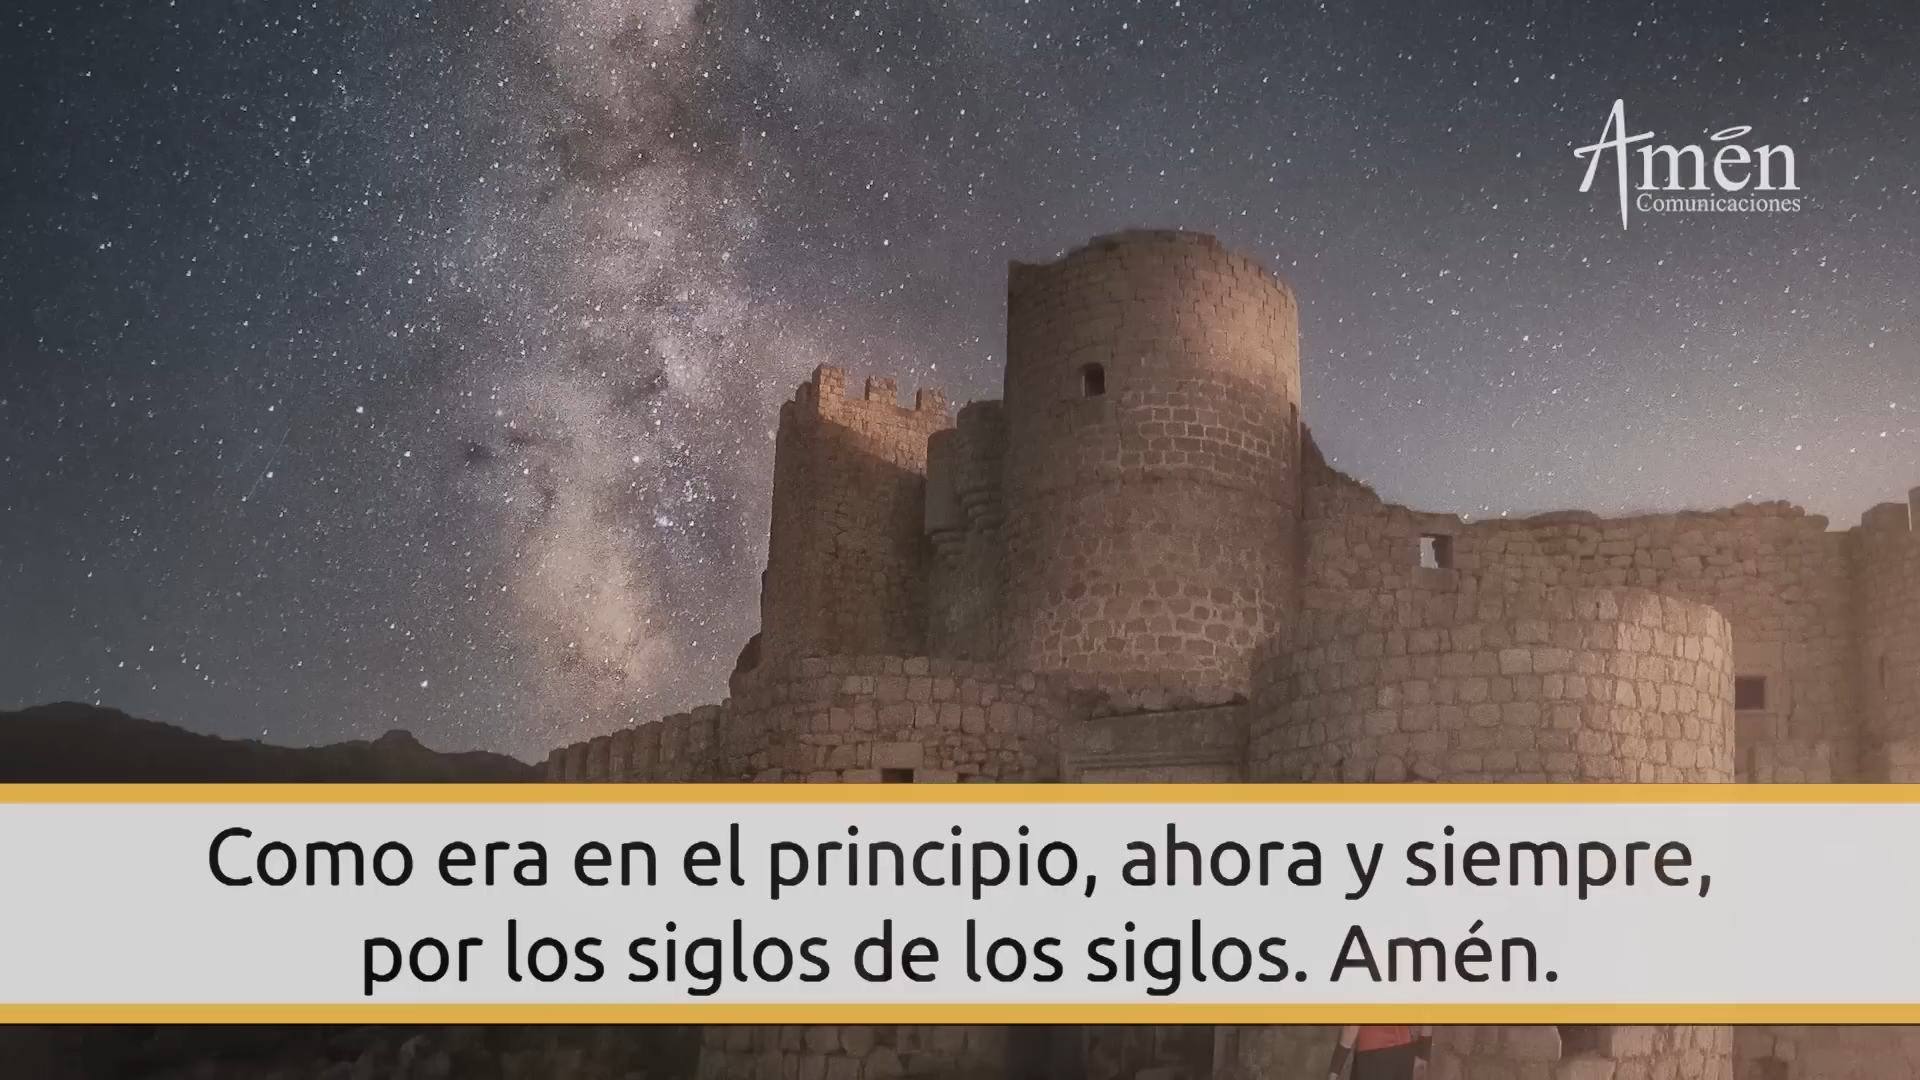 Amén
Comunicaciones
Como era en el principio, ahora y siempre,
por los siglos de los siglos. Amén.